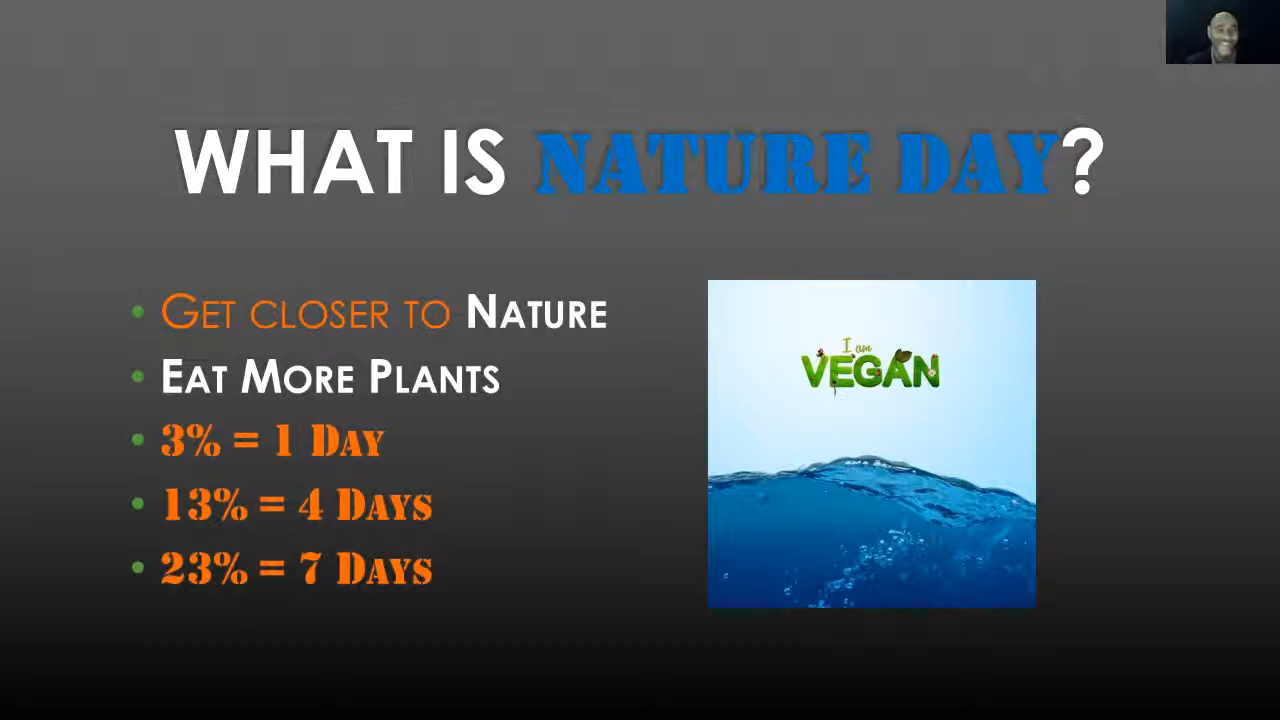 WHAT IS NATURE DAY?
GET CLOSER TO NATURE
EAT MORE PLANTS
3% = 1 DAY
13% = 4 DAYS
23% = 7 DAYS
I am
VEGAN